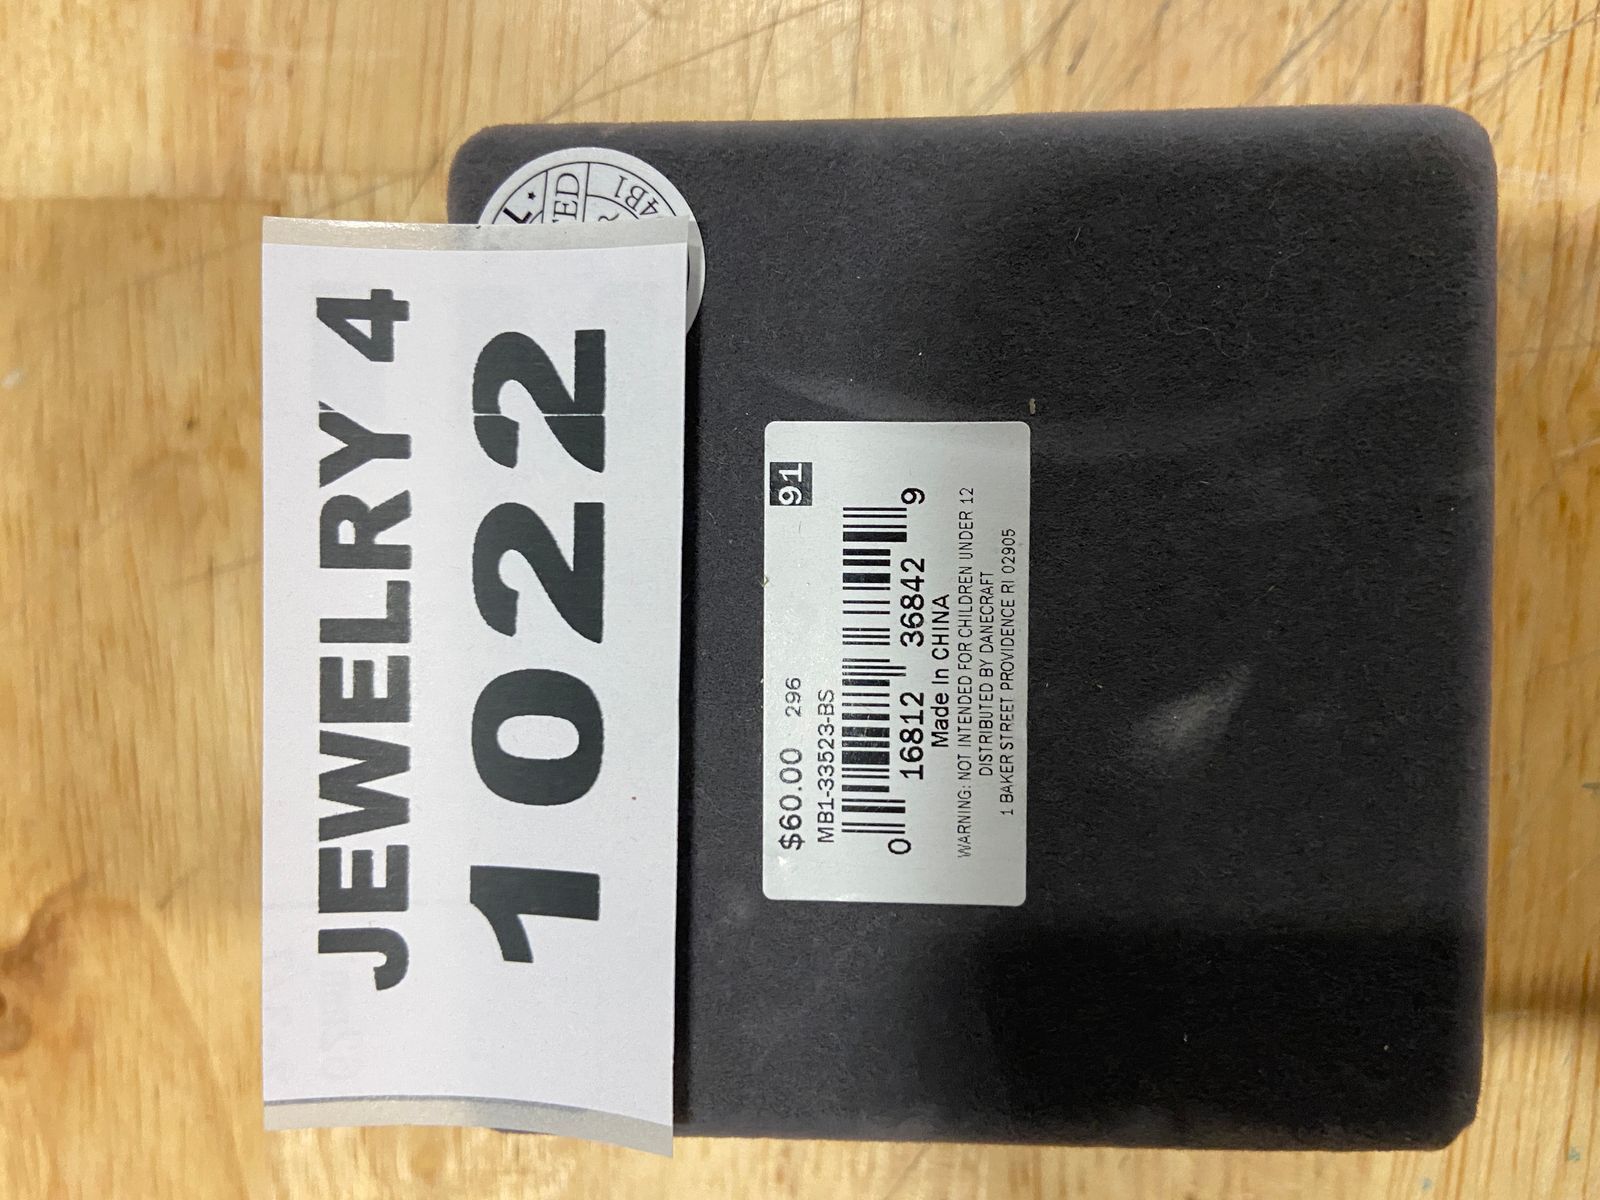 JEWELRY 4
1022
4B1
$60.00 296 91
MB1-33523-BS
0 16812 36842 9
Made In CHINA
WARNING: NOT INTENDED FOR CHILDREN UNDER 12
DISTRIBUTED BY DANECRAFT
1 BAKER STREET PROVIDENCE RI 02905